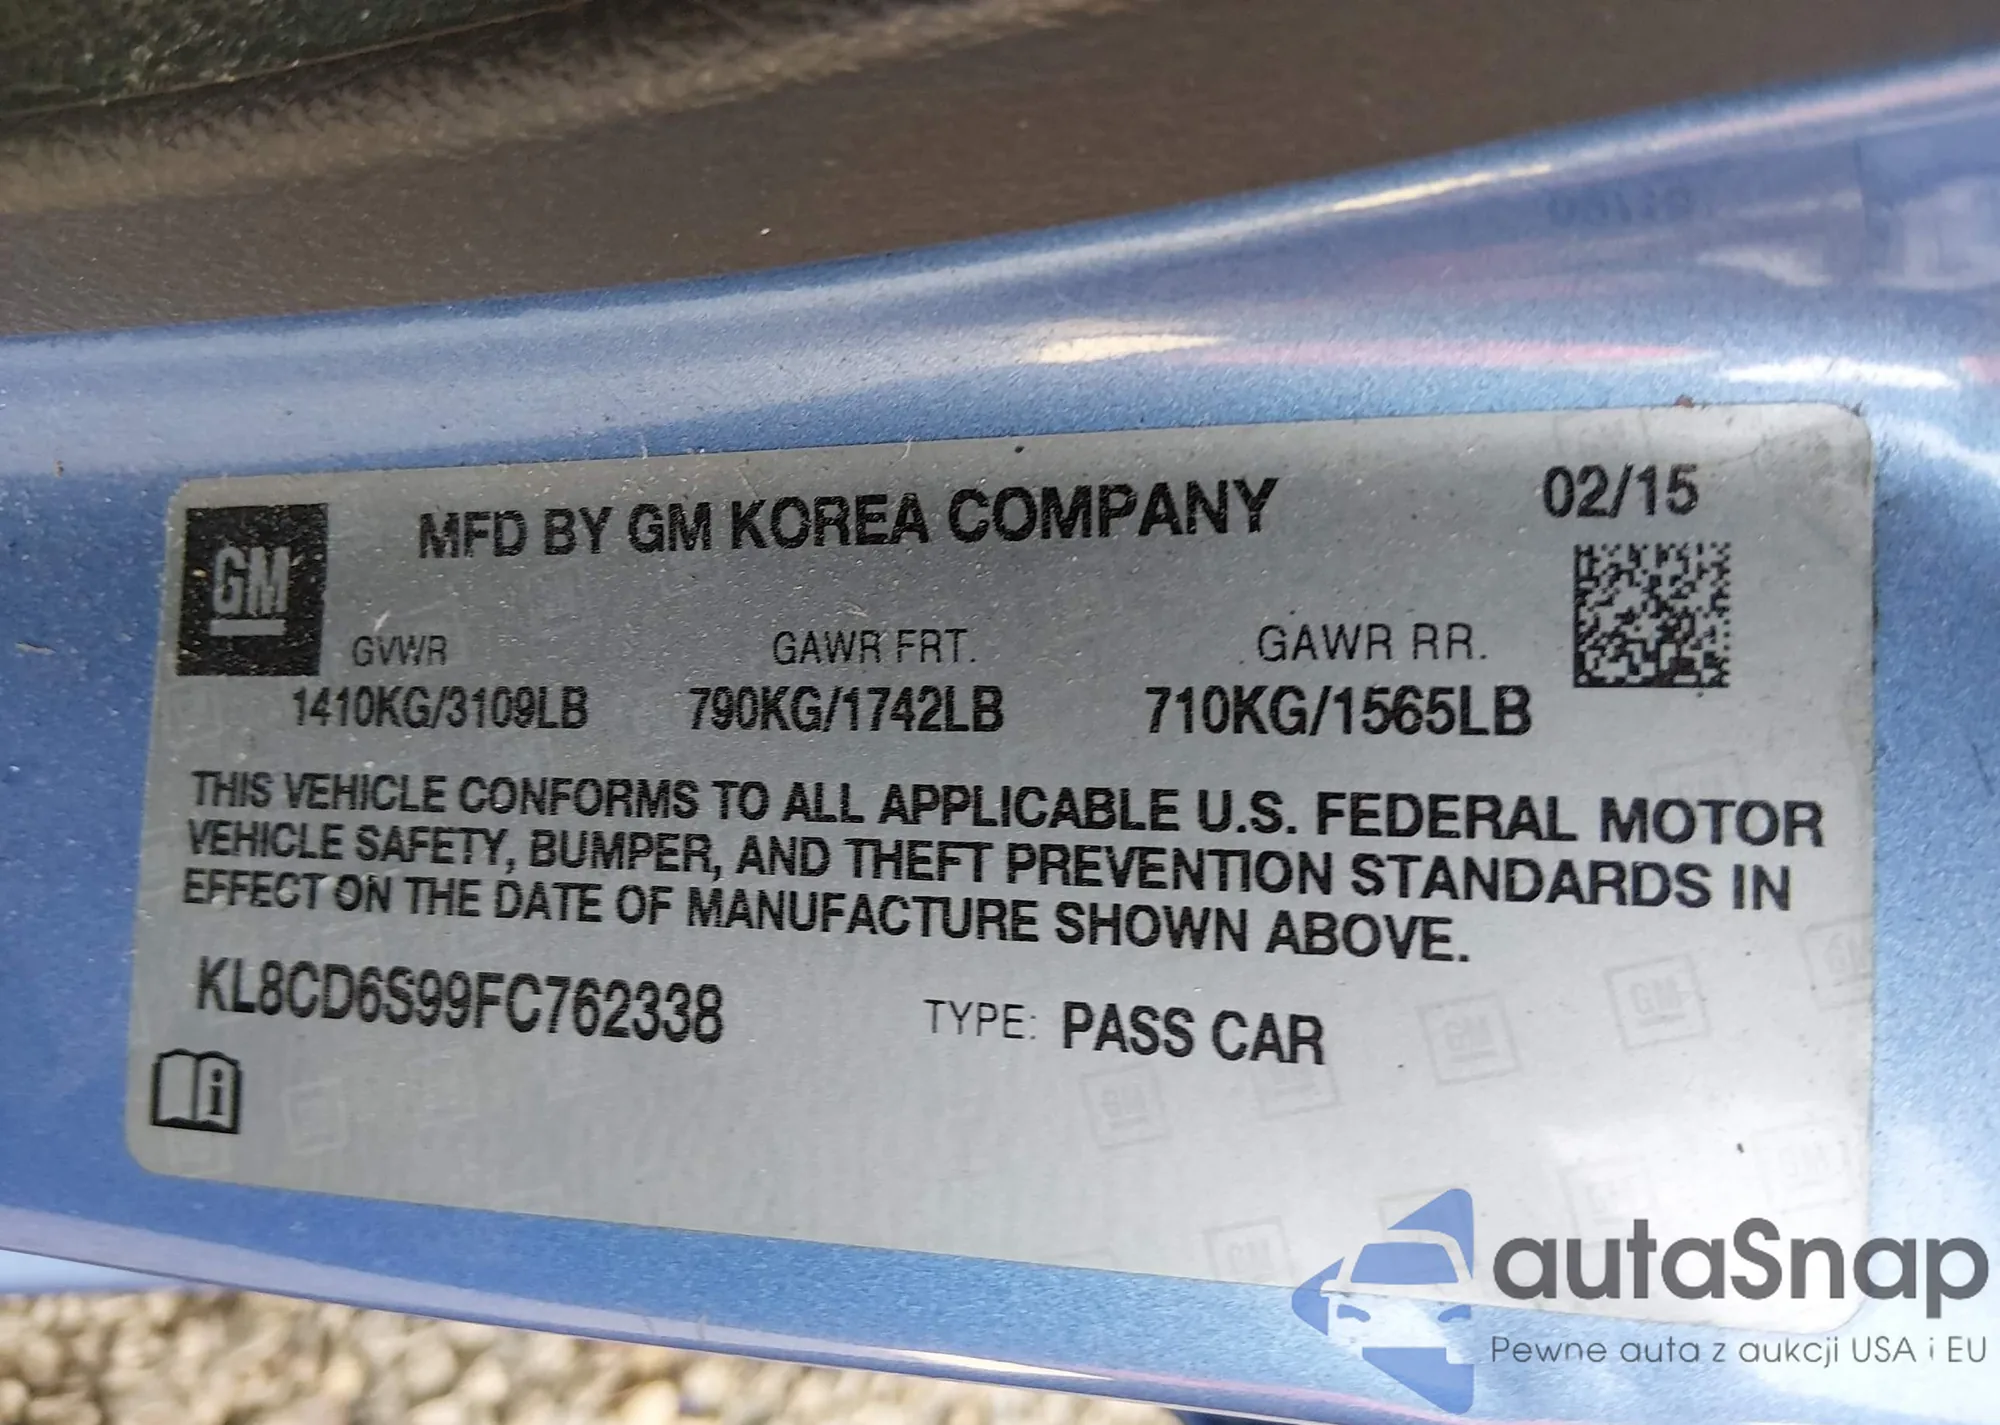 MFD BY GM KOREA COMPANY
02/15
GM
GVWR
GAWR FRT.
GAWR RR.
1410KG/3109LB
790KG/1742LB
710KG/1565LB
THIS VEHICLE CONFORMS TO ALL APPLICABLE U.S. FEDERAL MOTOR
VEHICLE SAFETY, BUMPER, AND THEFT PREVENTION STANDARDS IN
EFFECT ON THE DATE OF MANUFACTURE SHOWN ABOVE.
KL8CD6S99FC762338
TYPE: PASS CAR
autaSnap
Pewne auta z aukcji USA i EU